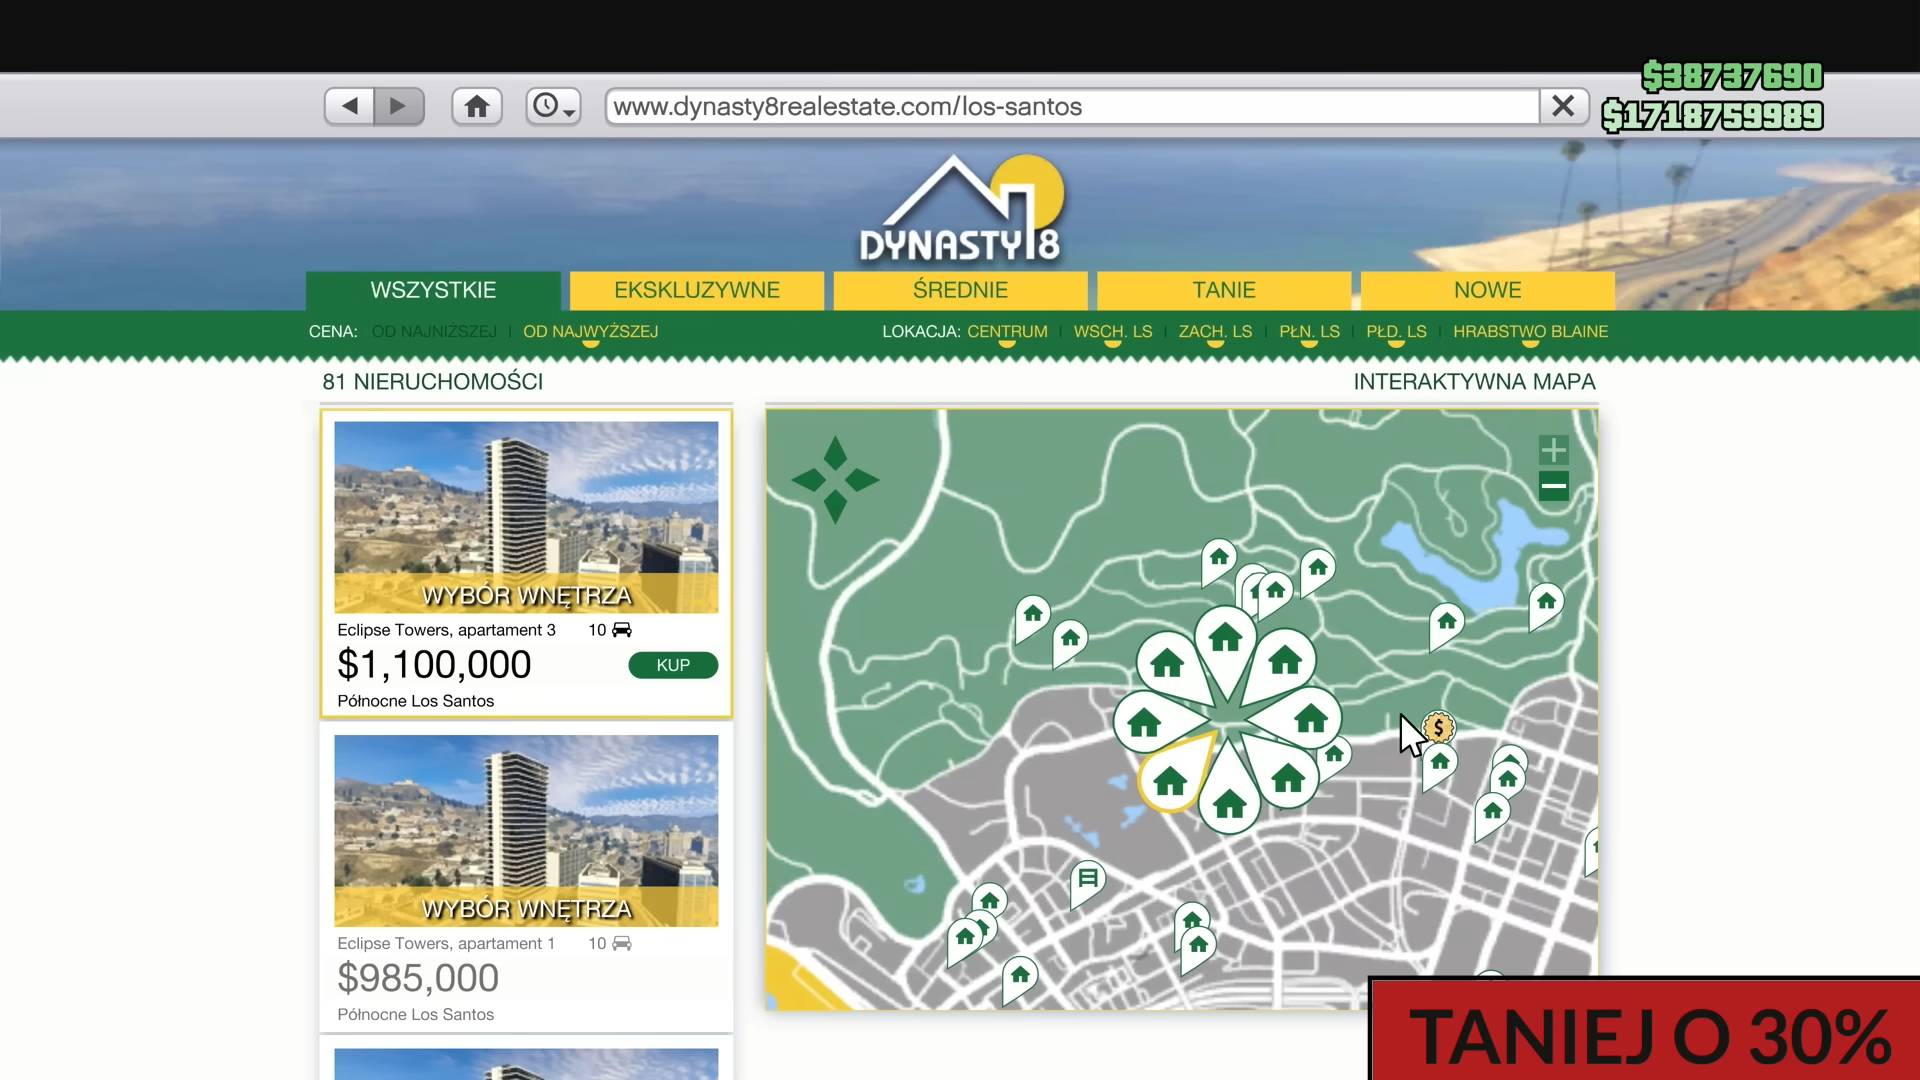 $38737690
www.dynasty8realestate.com/los-santos
$1718759989
DYNASTY 8
WSZYSTKIE
EKSKLUZYWNE
ŚREDNIE
TANIE
NOWE
CENA: OD NAJNIŻSZEJ | OD NAJWYŻSZEJ
LOKACJA: CENTRUM | WSCH. LS | ZACH. LS | PŁN. LS | PŁD. LS | HRABSTWO BLAINE
81 NIERUCHOMOŚCI
INTERAKTYWNA MAPA
WYBÓR WNĘTRZA
Eclipse Towers, apartament 3 10
$1,100,000
KUP
Północne Los Santos
WYBÓR WNĘTRZA
Eclipse Towers, apartament 1 10
$985,000
Północne Los Santos
$
TANIEJ O 30%